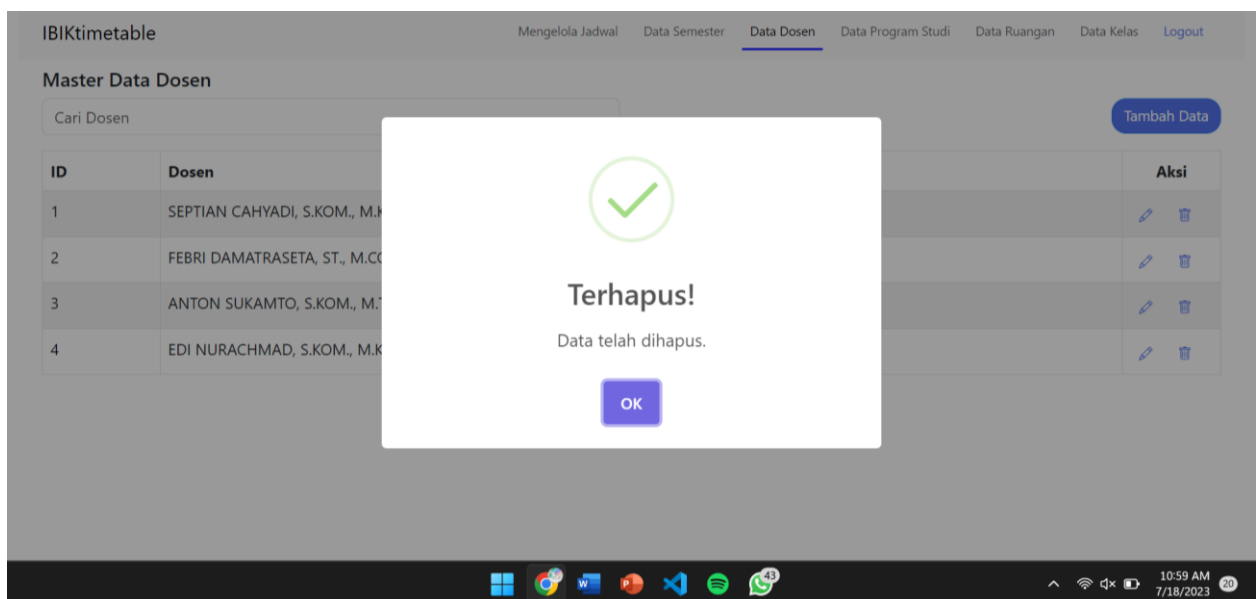 IBIKtimetable
Mengelola Jadwal Data Semester Data Dosen Data Program Studi Data Ruangan Data Kelas Logout
Master Data Dosen
Cari Dosen
Tambah Data
ID Dosen Aksi
1 SEPTIAN CAHYADI, S.KOM.,
2 FEBRI DAMATRASETA, ST.,
3 ANTON SUKAMTO, S.KOM.,
4 EDI NURACHMAD, S.KOM.,
Terhapus!
Data telah dihapus.
OK
43
10:59 AM
7/18/2023
20